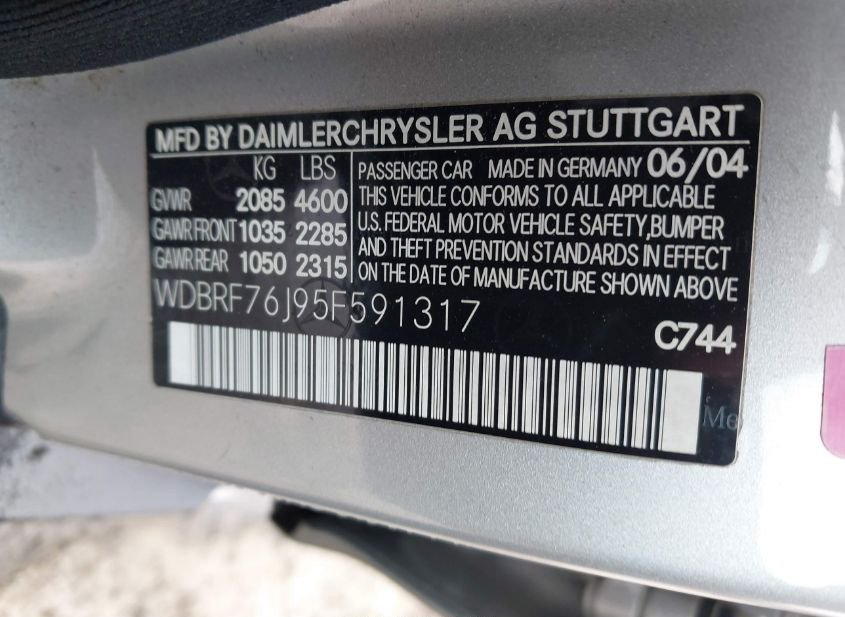 MFD BY DAIMLERCHRYSLER AG STUTTGART
KG LBS
GVWR 2085 4600
GAWR FRONT 1035 2285
GAWR REAR 1050 2315
PASSENGER CAR MADE IN GERMANY 06/04
THIS VEHICLE CONFORMS TO ALL APPLICABLE
U.S. FEDERAL MOTOR VEHICLE SAFETY,BUMPER
AND THEFT PREVENTION STANDARDS IN EFFECT
ON THE DATE OF MANUFACTURE SHOWN ABOVE
WDBRF76J95F591317
C744
Me